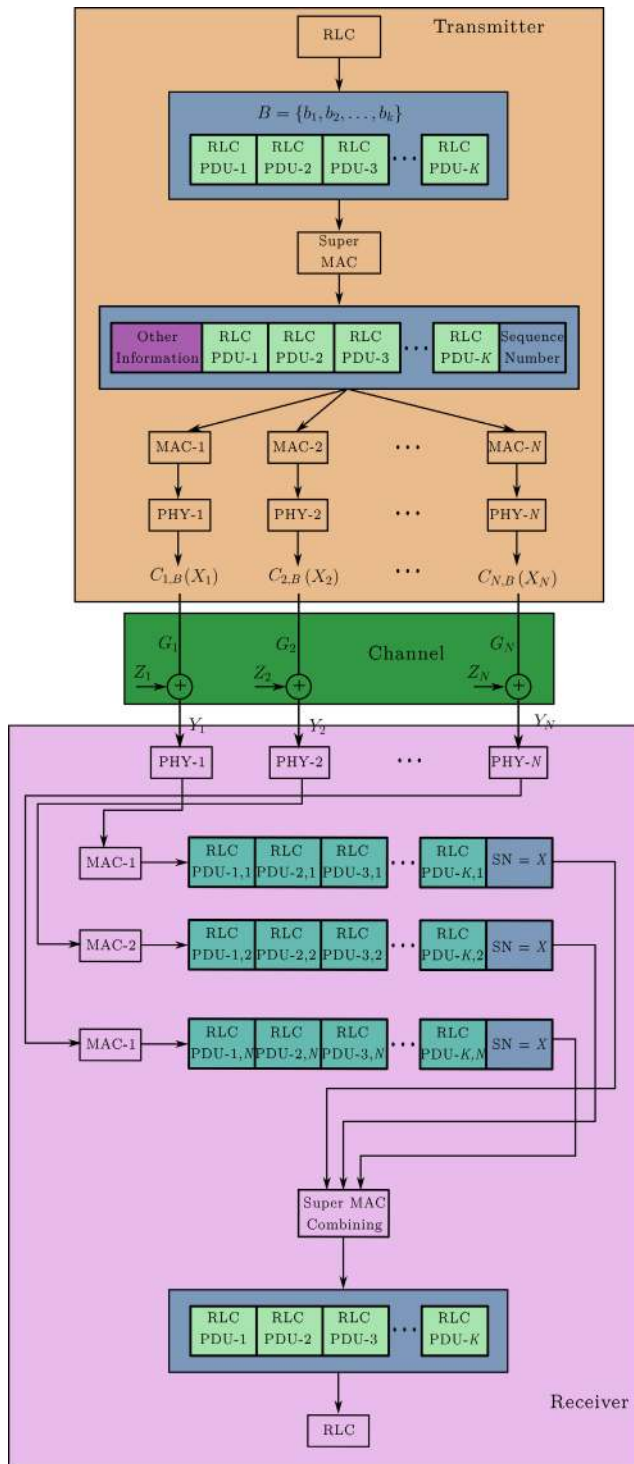 RLC
Transmitter
B = {b₁, b₂, . . . , bₖ}
RLC PDU-1
RLC PDU-2
RLC PDU-3
...
RLC PDU-K
Super
MAC
Other Information
RLC PDU-1
RLC PDU-2
RLC PDU-3
...
RLC PDU-K
Sequence Number
MAC-1
MAC-2
...
MAC-N
PHY-1
PHY-2
...
PHY-N
C₁,B(X₁)
C₂,B(X₂)
...
C_N,B(X_N)
G₁
G₂
G_N
Channel
Z₁
+
Z₂
+
Z_N
+
Y₁
Y₂
Y_N
PHY-1
PHY-2
...
PHY-N
MAC-1
RLC PDU-1,1
RLC PDU-2,1
RLC PDU-3,1
...
RLC PDU-K,1
SN = X
MAC-2
RLC PDU-1,2
RLC PDU-2,2
RLC PDU-3,2
...
RLC PDU-K,2
SN = X
MAC-1
RLC PDU-1,N
RLC PDU-2,N
RLC PDU-3,N
...
RLC PDU-K,N
SN = X
Super MAC
Combining
RLC PDU-1
RLC PDU-2
RLC PDU-3
...
RLC PDU-K
Receiver
RLC